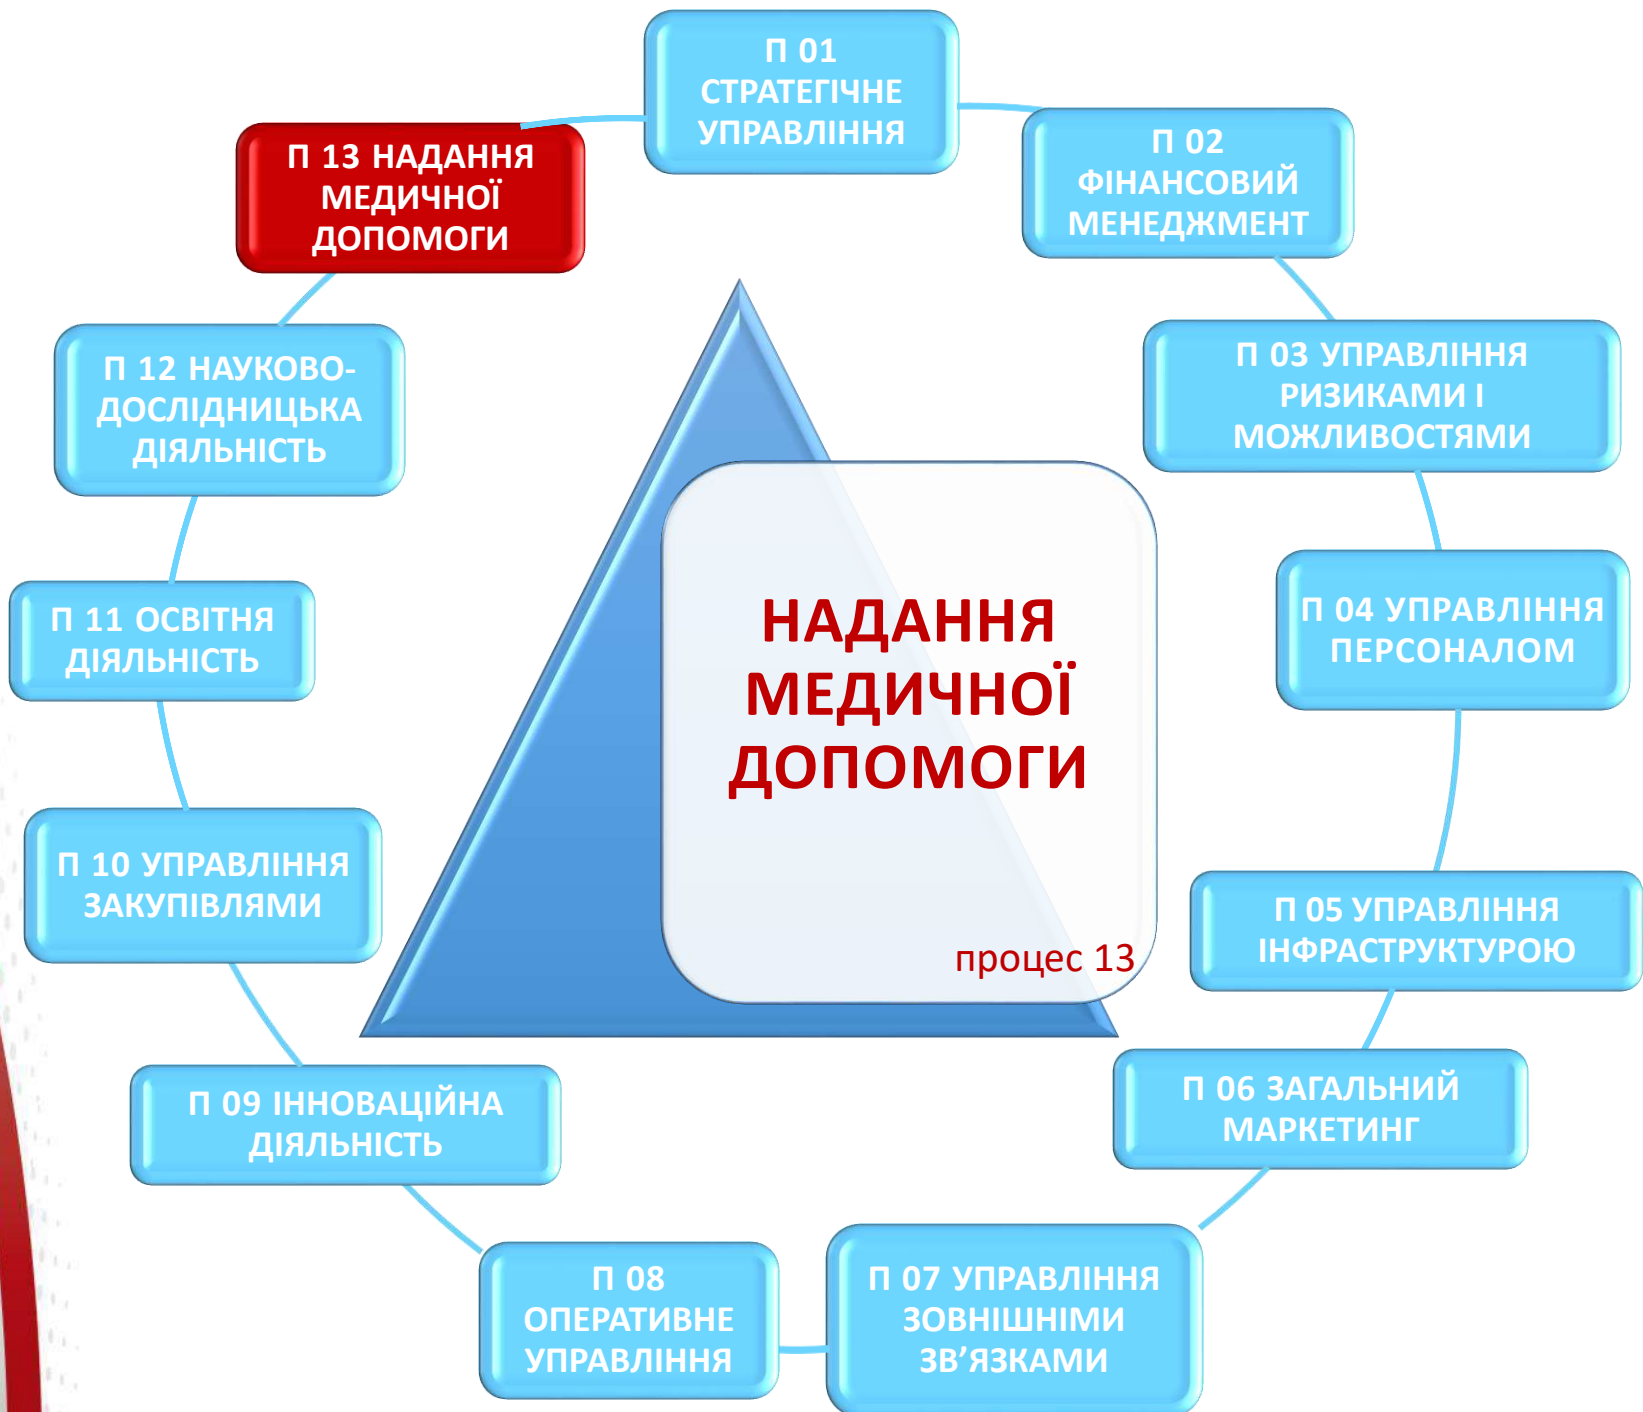 П 01
СТРАТЕГІЧНЕ
УПРАВЛІННЯ
П 02
ФІНАНСОВИЙ
МЕНЕДЖМЕНТ
П 03 УПРАВЛІННЯ
РИЗИКАМИ І
МОЖЛИВОСТЯМИ
П 04 УПРАВЛІННЯ
ПЕРСОНАЛОМ
П 05 УПРАВЛІННЯ
ІНФРАСТРУКТУРОЮ
П 06 ЗАГАЛЬНИЙ
МАРКЕТИНГ
П 07 УПРАВЛІННЯ
ЗОВНІШНІМИ
ЗВ’ЯЗКАМИ
П 08
ОПЕРАТИВНЕ
УПРАВЛІННЯ
П 09 ІННОВАЦІЙНА
ДІЯЛЬНІСТЬ
П 10 УПРАВЛІННЯ
ЗАКУПІВЛЯМИ
П 11 ОСВІТНЯ
ДІЯЛЬНІСТЬ
П 12 НАУКОВО-
ДОСЛІДНИЦЬКА
ДІЯЛЬНІСТЬ
П 13 НАДАННЯ
МЕДИЧНОЇ
ДОПОМОГИ
НАДАННЯ
МЕДИЧНОЇ
ДОПОМОГИ
процес 13